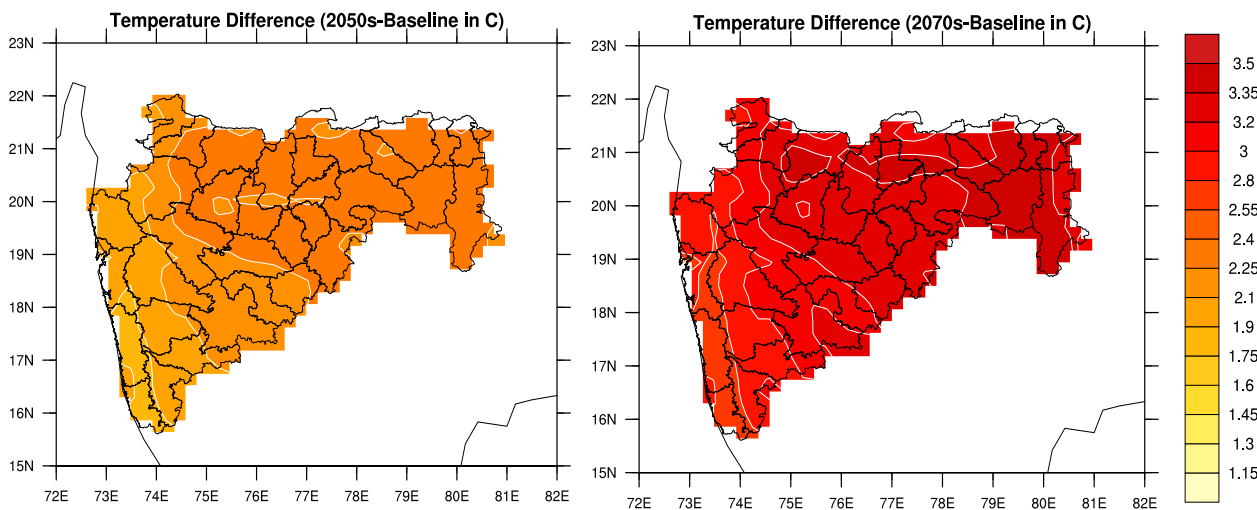 Temperature Difference (2050s-Baseline in C)
23N
22N
21N
20N
19N
18N
17N
16N
15N
72E 73E 74E 75E 76E 77E 78E 79E 80E 81E 82E
Temperature Difference (2070s-Baseline in C)
23N
22N
21N
20N
19N
18N
17N
16N
15N
72E 73E 74E 75E 76E 77E 78E 79E 80E 81E 82E
3.5
3.35
3.2
3
2.8
2.55
2.4
2.25
2.1
1.9
1.75
1.6
1.45
1.3
1.15